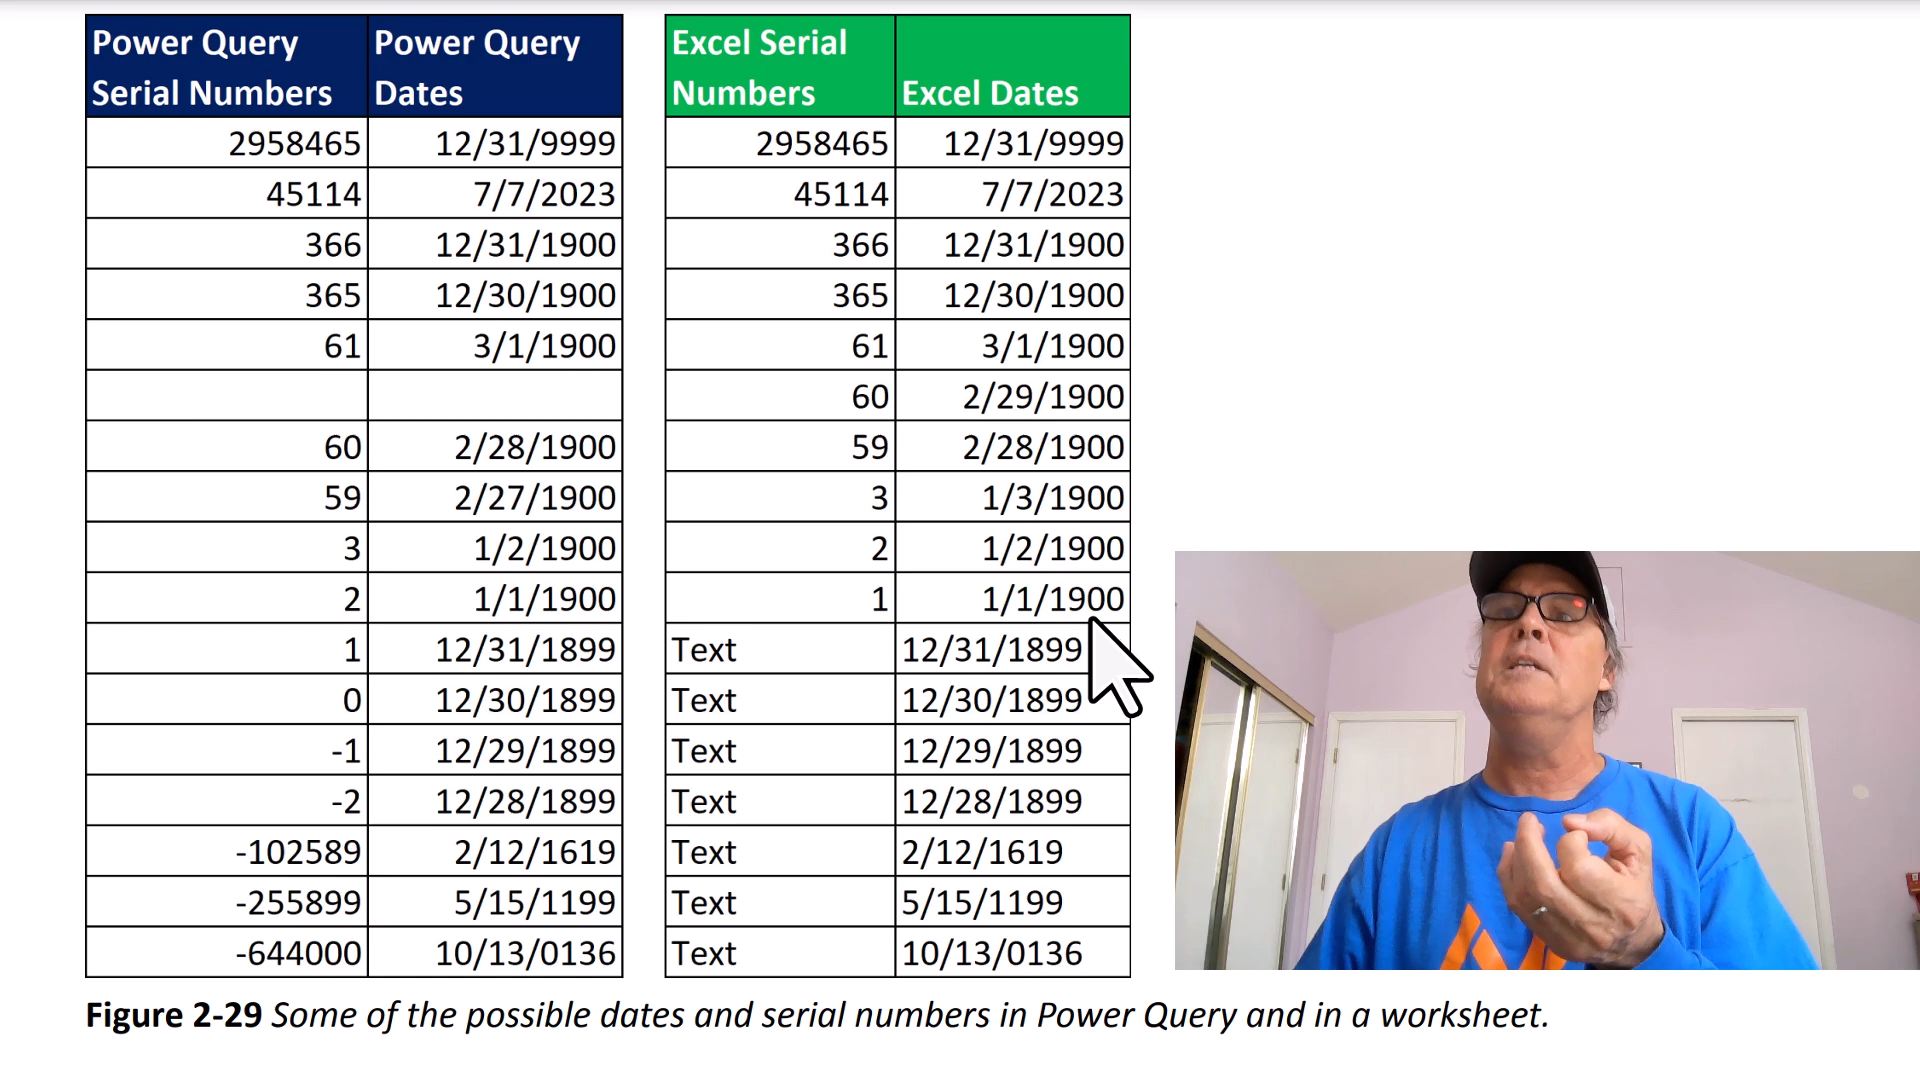 Power Query Serial Numbers Power Query Dates Excel Serial Numbers Excel Dates
2958465 12/31/9999 2958465 12/31/9999
45114 7/7/2023 45114 7/7/2023
366 12/31/1900 366 12/31/1900
365 12/30/1900 365 12/30/1900
61 3/1/1900 61 3/1/1900
60 2/29/1900
60 2/28/1900 59 2/28/1900
59 2/27/1900 3 1/3/1900
3 1/2/1900 2 1/2/1900
2 1/1/1900 1 1/1/1900
1 12/31/1899 Text 12/31/1899
0 12/30/1899 Text 12/30/1899
-1 12/29/1899 Text 12/29/1899
-2 12/28/1899 Text 12/28/1899
-102589 2/12/1619 Text 2/12/1619
-255899 5/15/1199 Text 5/15/1199
-644000 10/13/0136 Text 10/13/0136
Figure 2-29 Some of the possible dates and serial numbers in Power Query and in a worksheet.